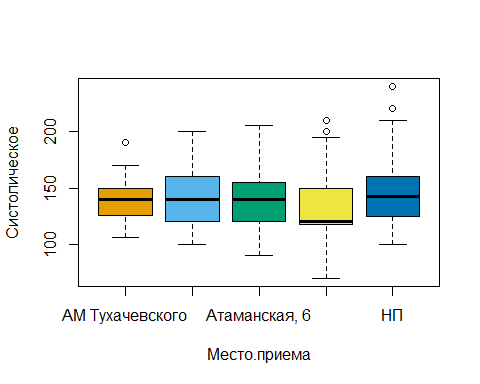 Систолическое
200
150
100
АМ Тухачевского
Атаманская, 6
НП
Место.приема